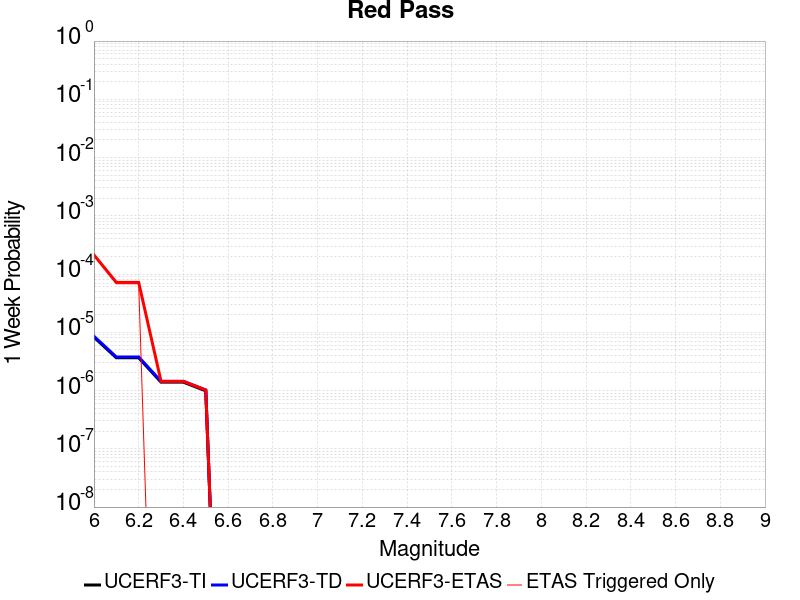 Red Pass
10^0
10^-1
10^-2
10^-3
10^-4
10^-5
10^-6
10^-7
10^-8
1 Week Probability
6 6.2 6.4 6.6 6.8 7 7.2 7.4 7.6 7.8 8 8.2 8.4 8.6 8.8 9
Magnitude
UCERF3-TI UCERF3-TD UCERF3-ETAS ETAS Triggered Only